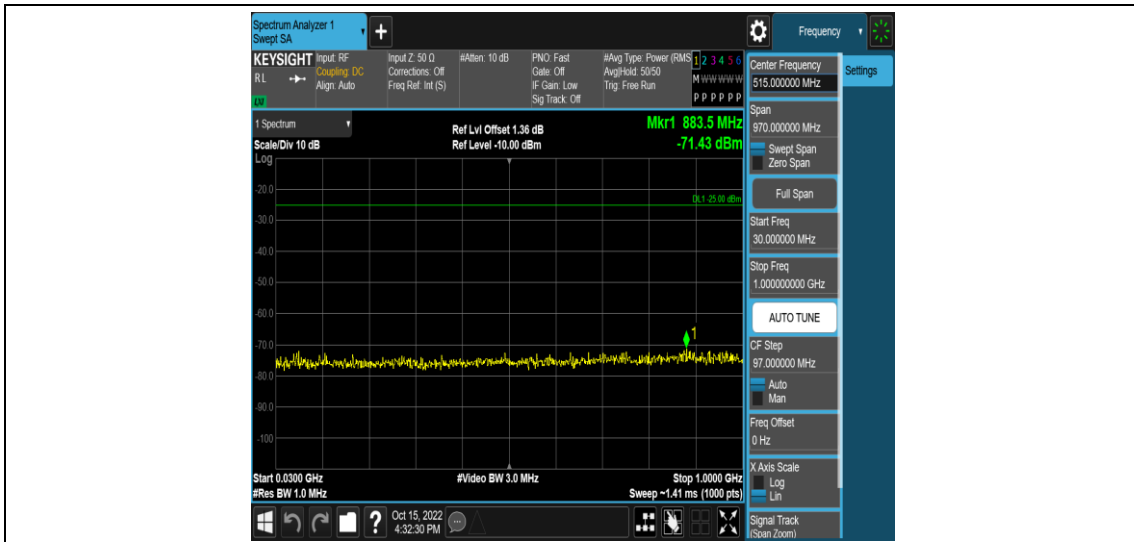 Spectrum Analyzer 1
Swept SA
+
Frequency
KEYSIGHT
RL
LXI
Input: RF
Coupling: DC
Align: Auto
Input Z: 50 Ω
Corrections: Off
Freq Ref: Int (S)
#Atten: 10 dB
PNO: Fast
Gate: Off
IF Gain: Low
Sig Track: Off
#Avg Type: Power (RMS
Avg|Hold: 50/50
Trig: Free Run
1 2 3 4 5 6
M W W W W W
P P P P P P
1 Spectrum
Scale/Div 10 dB
Log
Ref Lvl Offset 1.36 dB
Ref Level -10.00 dBm
Mkr1 883.5 MHz
-71.43 dBm
-20.0
DL1 -25.00 dBm
-30.0
-40.0
-50.0
-60.0
1
-70.0
-80.0
-90.0
-100
Start 0.0300 GHz
#Res BW 1.0 MHz
#Video BW 3.0 MHz
Stop 1.0000 GHz
Sweep ~1.41 ms (1000 pts)
Oct 15, 2022
4:32:30 PM
Center Frequency
515.000000 MHz
Settings
Span
970.000000 MHz
Swept Span
Zero Span
Full Span
Start Freq
30.000000 MHz
Stop Freq
1.000000000 GHz
AUTO TUNE
CF Step
97.000000 MHz
Auto
Man
Freq Offset
0 Hz
X Axis Scale
Log
Lin
Signal Track
(Span Zoom)